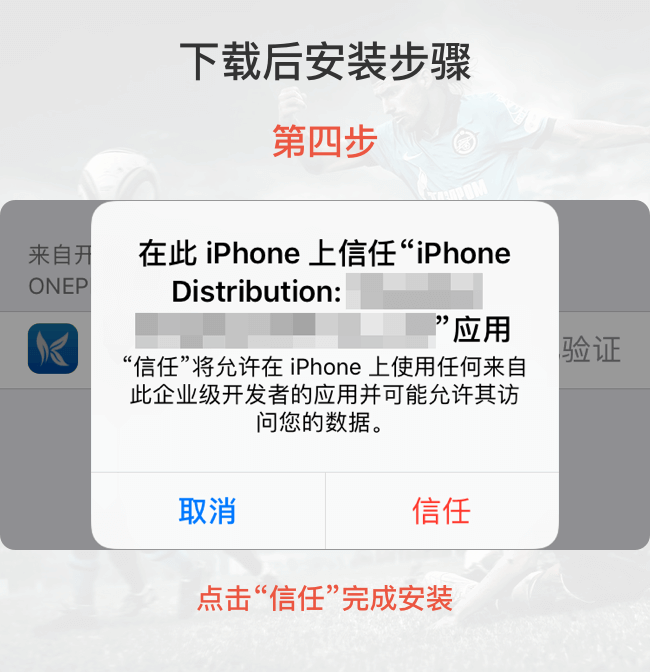 下载后安装步骤
第四步
来自开
ONEP
在此 iPhone 上信任“iPhone
Distribution:
”应用
“信任”将允许在 iPhone 上使用任何来自
此企业级开发者的应用并可能允许其访
问您的数据。
验证
取消
信任
点击“信任”完成安装